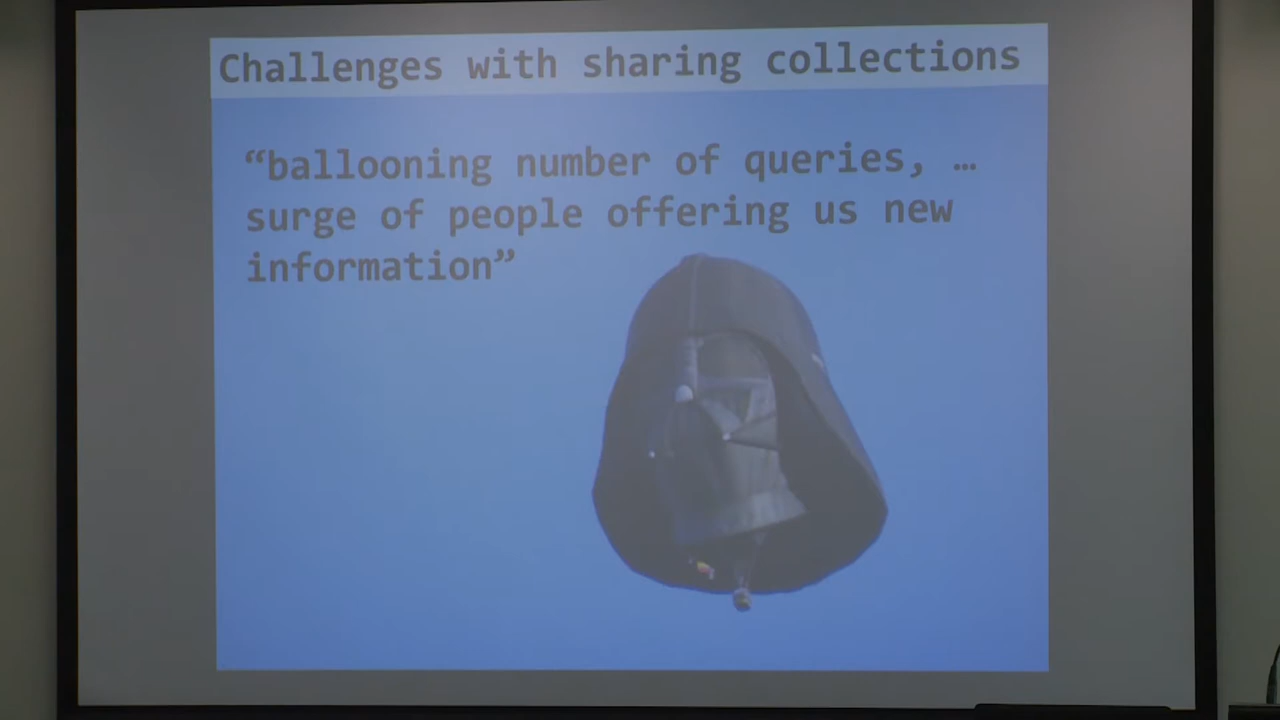 Challenges with sharing collections
“ballooning number of queries, …
surge of people offering us new
information”